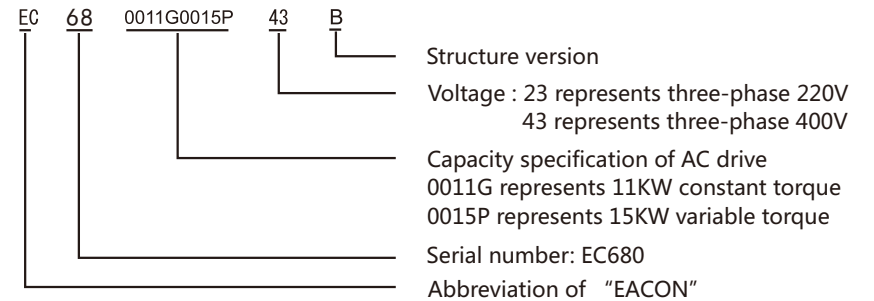 EC 68 0011G0015P 43 B
Structure version
Voltage : 23 represents three-phase 220V
43 represents three-phase 400V
Capacity specification of AC drive
0011G represents 11KW constant torque
0015P represents 15KW variable torque
Serial number: EC680
Abbreviation of “EACON”